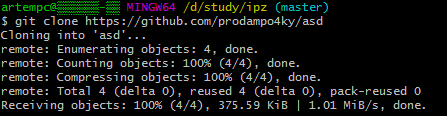 artempc@ MINGW64 /d/study/ipz (master)
$ git clone https://github.com/prodampo4ky/asd
Cloning into 'asd'...
remote: Enumerating objects: 4, done.
remote: Counting objects: 100% (4/4), done.
remote: Compressing objects: 100% (4/4), done.
remote: Total 4 (delta 0), reused 4 (delta 0), pack-reused 0
Receiving objects: 100% (4/4), 375.59 KiB | 1.01 MiB/s, done.